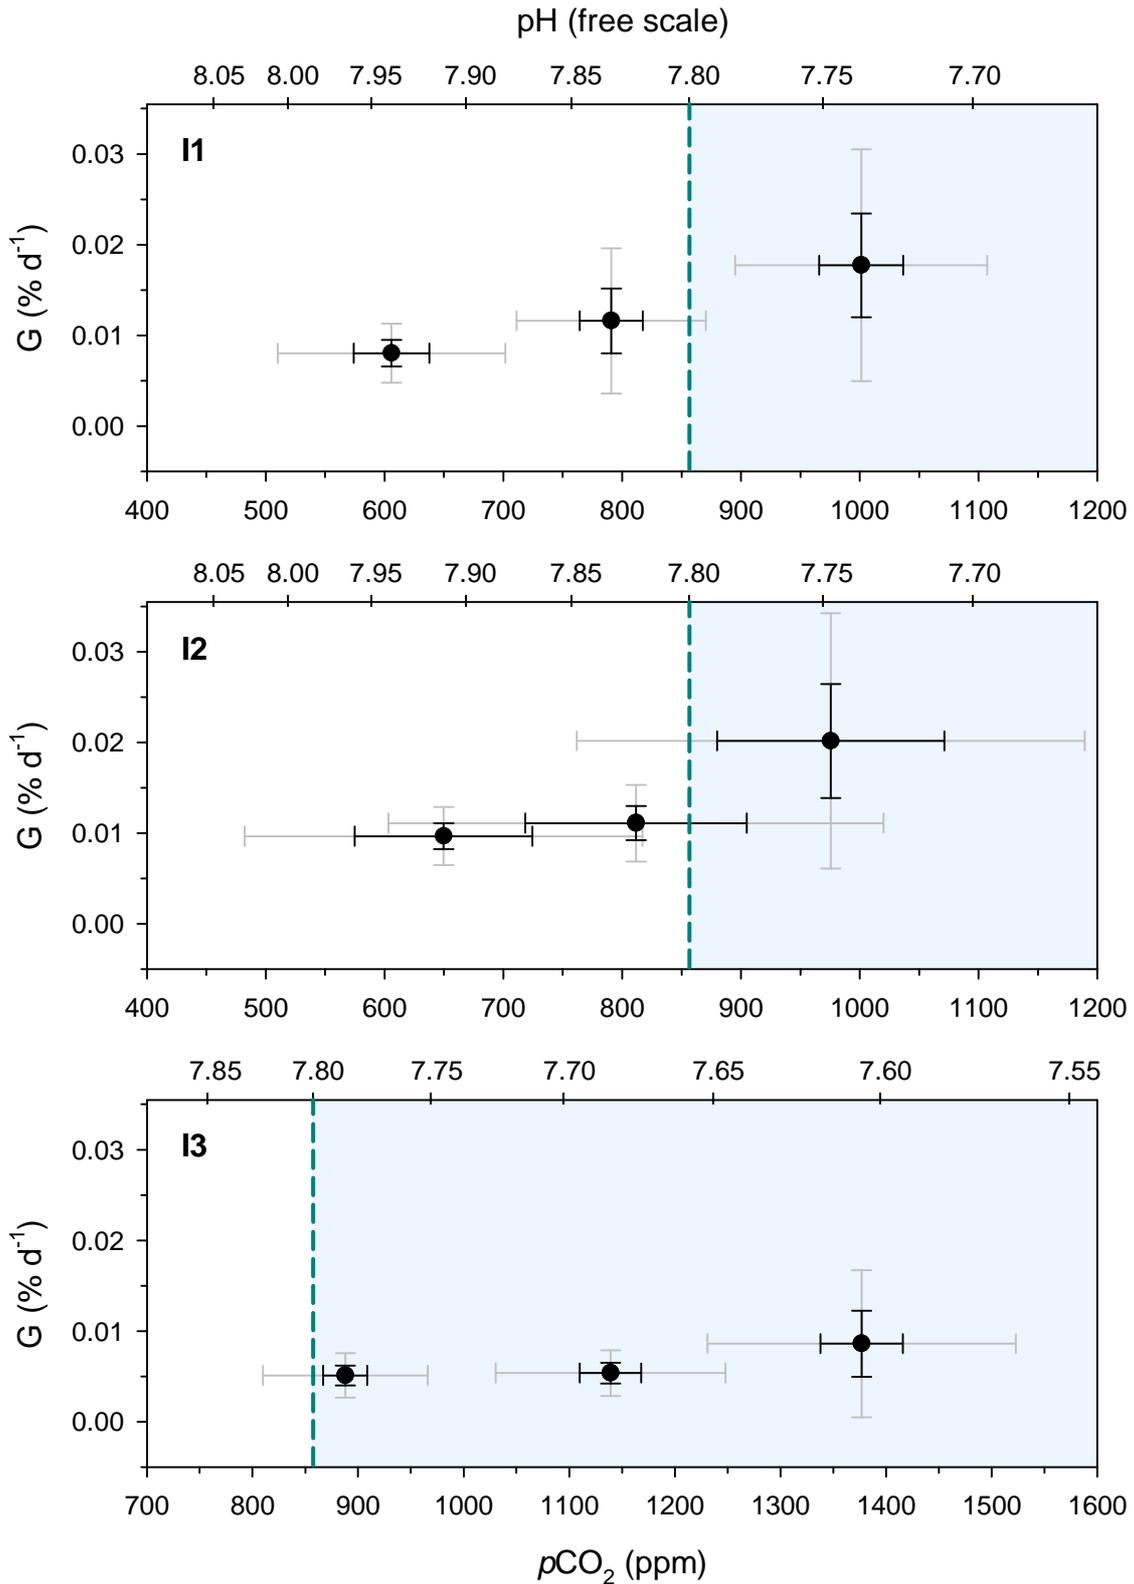 pH (free scale)
8.05 8.00 7.95 7.90 7.85 7.80 7.75 7.70
I1
0.03
0.02
0.01
0.00
G (% d⁻¹)
400 500 600 700 800 900 1000 1100 1200
8.05 8.00 7.95 7.90 7.85 7.80 7.75 7.70
I2
0.03
0.02
0.01
0.00
G (% d⁻¹)
400 500 600 700 800 900 1000 1100 1200
7.85 7.80 7.75 7.70 7.65 7.60 7.55
I3
0.03
0.02
0.01
0.00
G (% d⁻¹)
700 800 900 1000 1100 1200 1300 1400 1500 1600
pCO₂ (ppm)